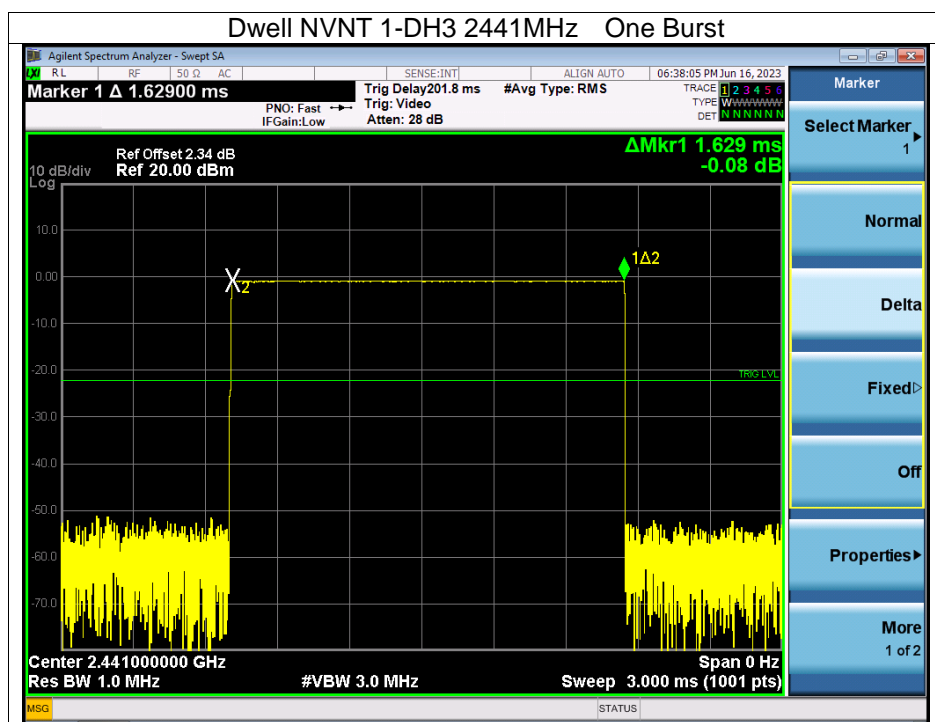 Dwell NVNT 1-DH3 2441MHz One Burst
Agilent Spectrum Analyzer - Swept SA
LXI RL RF 50 Ω AC SENSE:INT ALIGN AUTO 06:38:05 PM Jun 16, 2023
Marker 1 Δ 1.62900 ms
PNO: Fast
IFGain:Low
Trig Delay201.8 ms
Trig: Video
Atten: 28 dB
#Avg Type: RMS
TRACE 1 2 3 4 5 6
TYPE WWWWWW
DET N N N N N N
ΔMkr1 1.629 ms
-0.08 dB
Ref Offset 2.34 dB
10 dB/div Ref 20.00 dBm
Log
10.0
0.00
-10.0
-20.0
-30.0
-40.0
-50.0
-60.0
-70.0
2
1Δ2
TRIG LVL
Center 2.441000000 GHz Span 0 Hz
Res BW 1.0 MHz #VBW 3.0 MHz Sweep 3.000 ms (1001 pts)
MSG STATUS
Marker
Select Marker
1
Normal
Delta
Fixed
Off
Properties
More
1 of 2